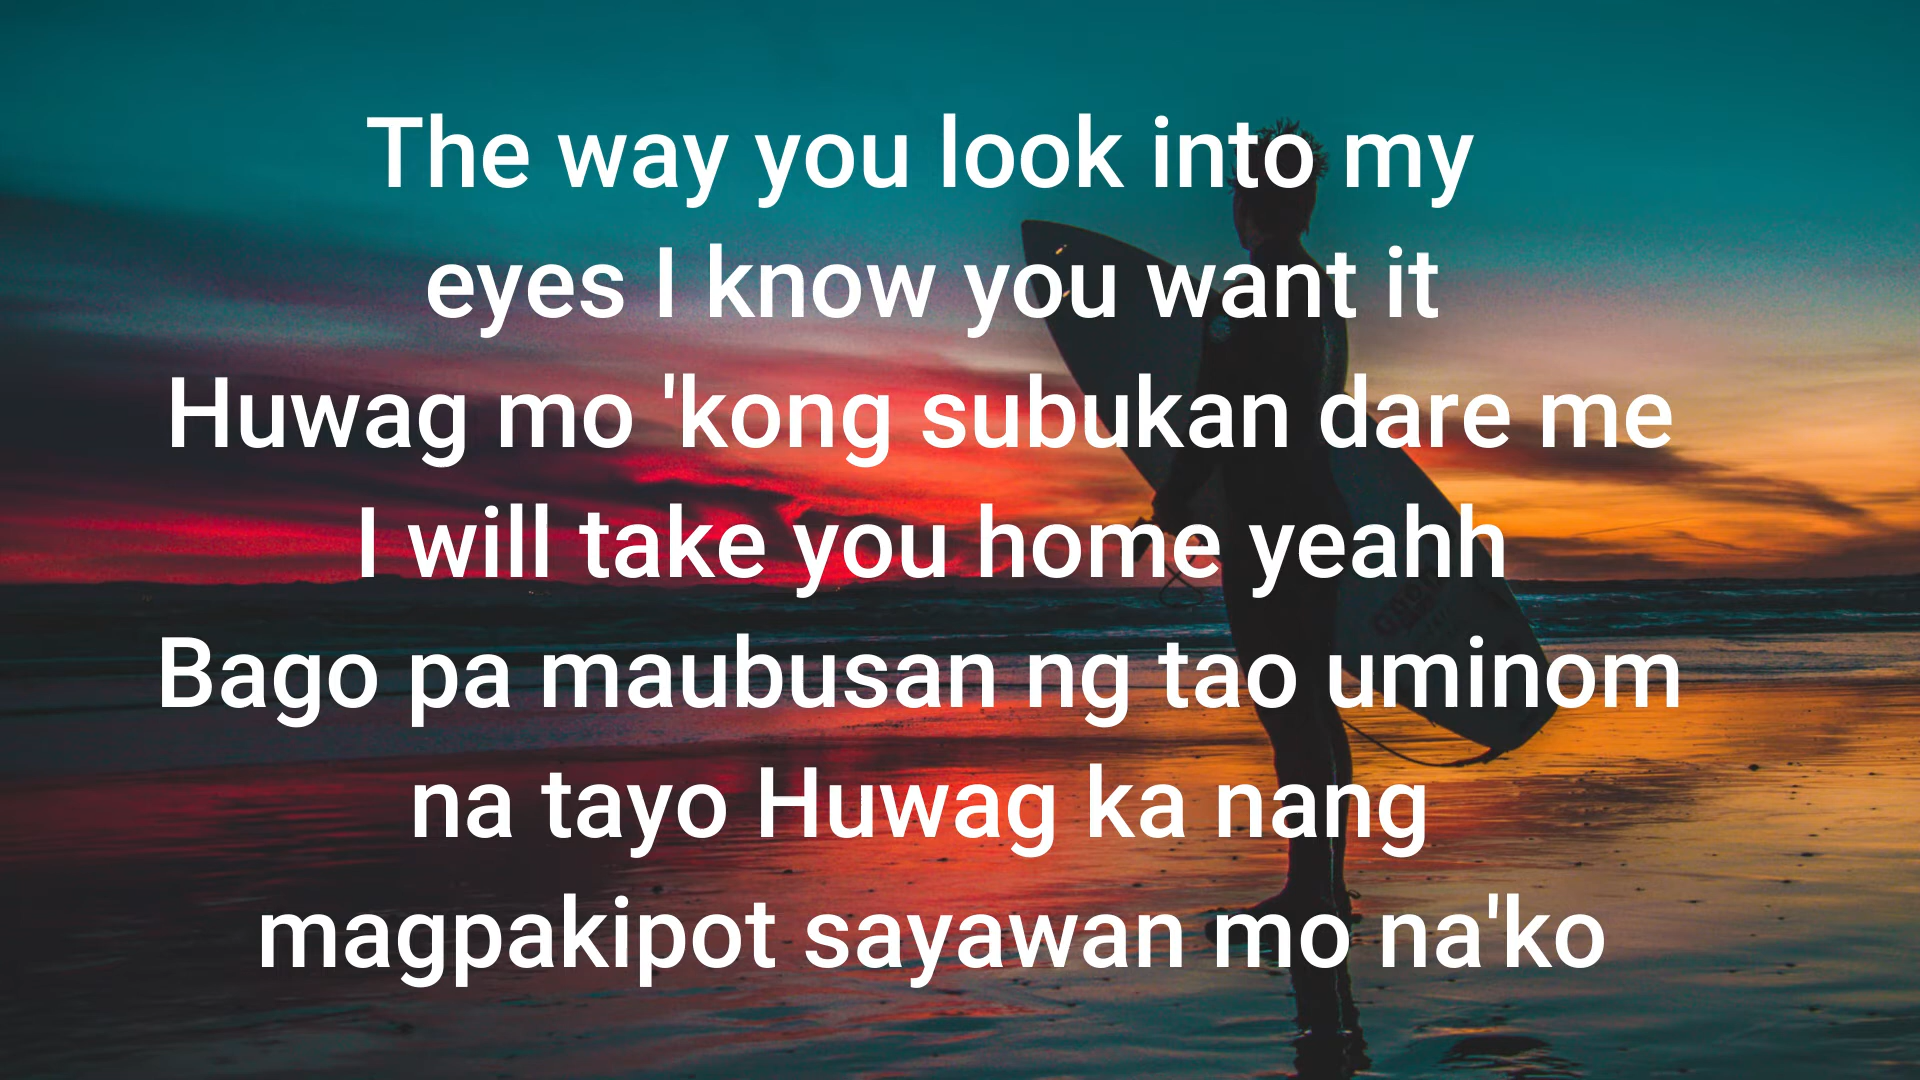 The way you look into my
eyes I know you want it
Huwag mo 'kong subukan dare me
I will take you home yeahh
Bago pa maubusan ng tao uminom
na tayo Huwag ka nang
magpakipot sayawan mo na'ko